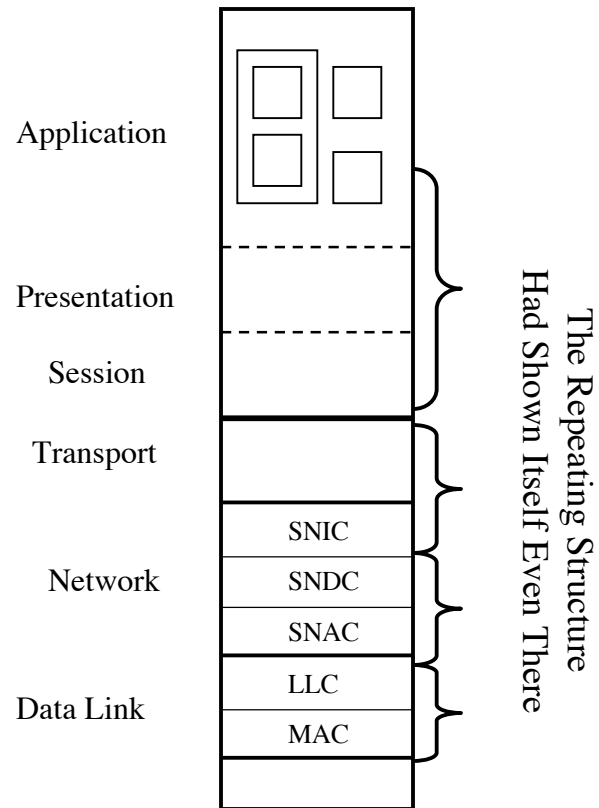 Application
Presentation
Session
Transport
SNIC
Network
SNDC
SNAC
LLC
Data Link
MAC
The Repeating Structure
Had Shown Itself Even There